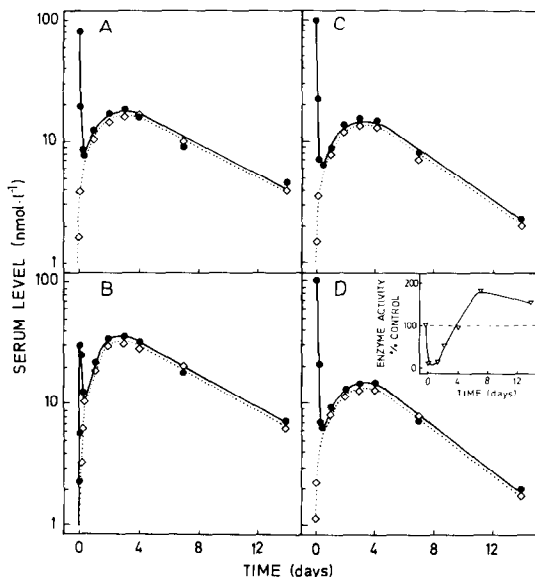 A
C
B
D
100
10
1
100
10
1
SERUM LEVEL (nmol·l⁻¹)
ENZYME ACTIVITY
% CONTROL
200
100
0
0 4 8 12
TIME (days)
0 4 8 12
0 4 8 12
TIME (days)